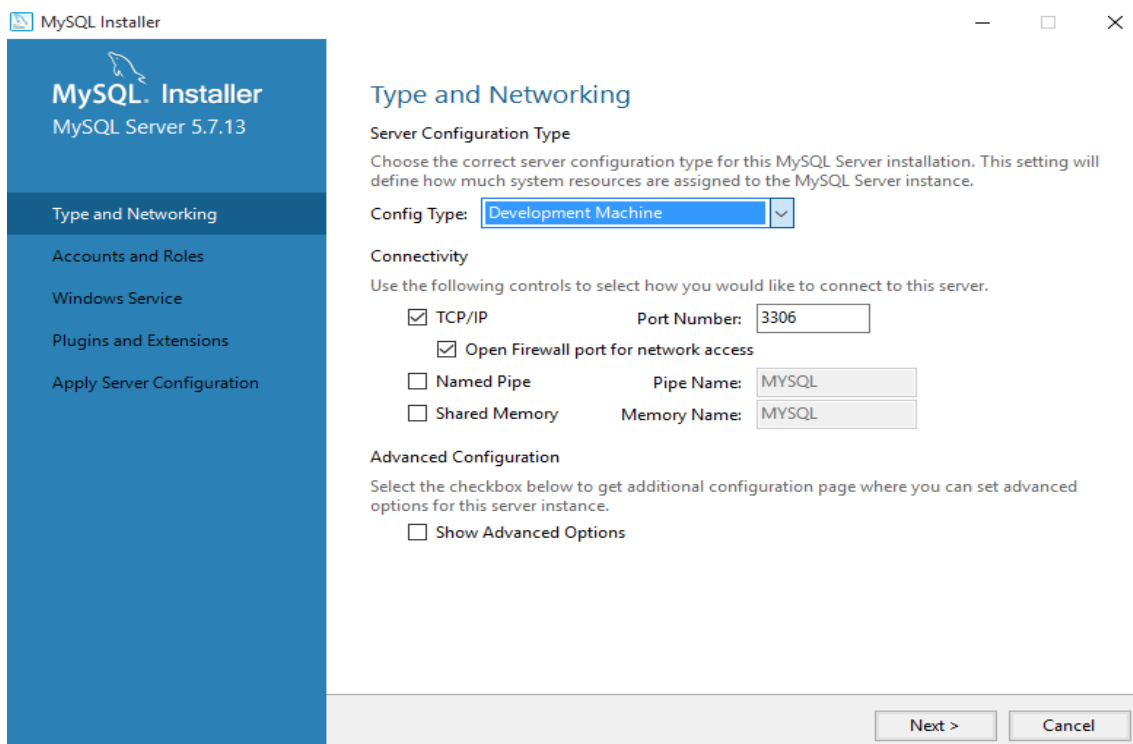 MySQL Installer
MySQL. Installer
MySQL Server 5.7.13
Type and Networking
Accounts and Roles
Windows Service
Plugins and Extensions
Apply Server Configuration
Type and Networking
Server Configuration Type
Choose the correct server configuration type for this MySQL Server installation. This setting will
define how much system resources are assigned to the MySQL Server instance.
Config Type: Development Machine
Connectivity
Use the following controls to select how you would like to connect to this server.
TCP/IP Port Number: 3306
Open Firewall port for network access
Named Pipe Pipe Name: MYSQL
Shared Memory Memory Name: MYSQL
Advanced Configuration
Select the checkbox below to get additional configuration page where you can set advanced
options for this server instance.
Show Advanced Options
Next > Cancel